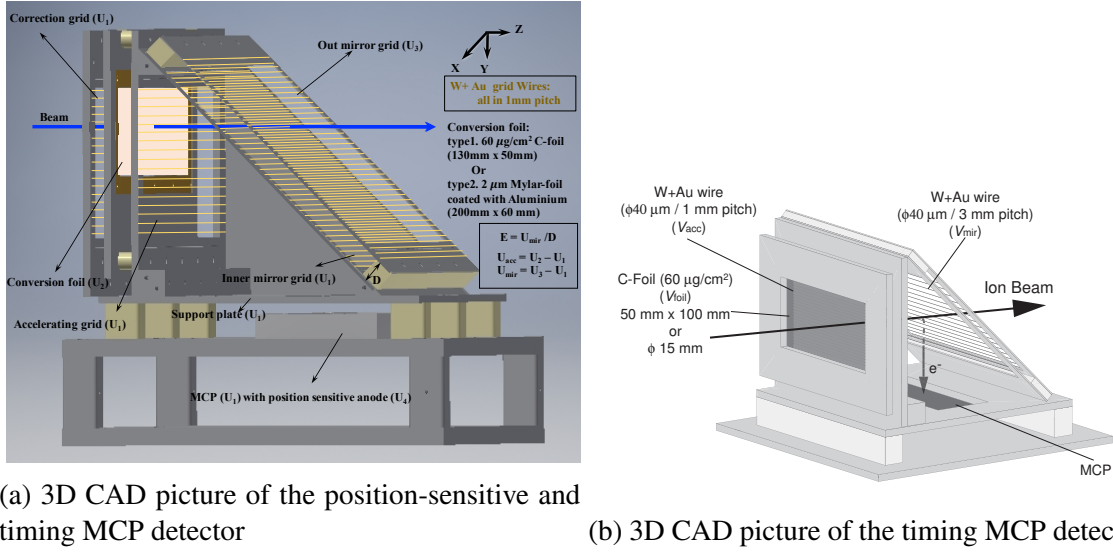 Correction grid (U1)
Out mirror grid (U3)
Z
X
Y
W+ Au grid Wires:
all in 1mm pitch
Beam
Conversion foil:
type1. 60 μg/cm² C-foil
(130mm x 50mm)
Or
type2. 2 μm Mylar-foil
coated with Aluminium
(200mm x 60 mm)
E = Umir /D
Uacc = U2 – U1
Umir = U3 – U1
Inner mirror grid (U1)
D
Conversion foil (U2)
Support plate (U1)
Accelerating grid (U1)
MCP (U1) with position sensitive anode (U4)
W+Au wire
(ϕ40 μm / 1 mm pitch)
(Vacc)
W+Au wire
(ϕ40 μm / 3 mm pitch)
(Vmir)
C-Foil (60 μg/cm²)
(Vfoil)
50 mm x 100 mm
or
ϕ 15 mm
Ion Beam
e-
MCP
(a) 3D CAD picture of the position-sensitive and
timing MCP detector
(b) 3D CAD picture of the timing MCP detec